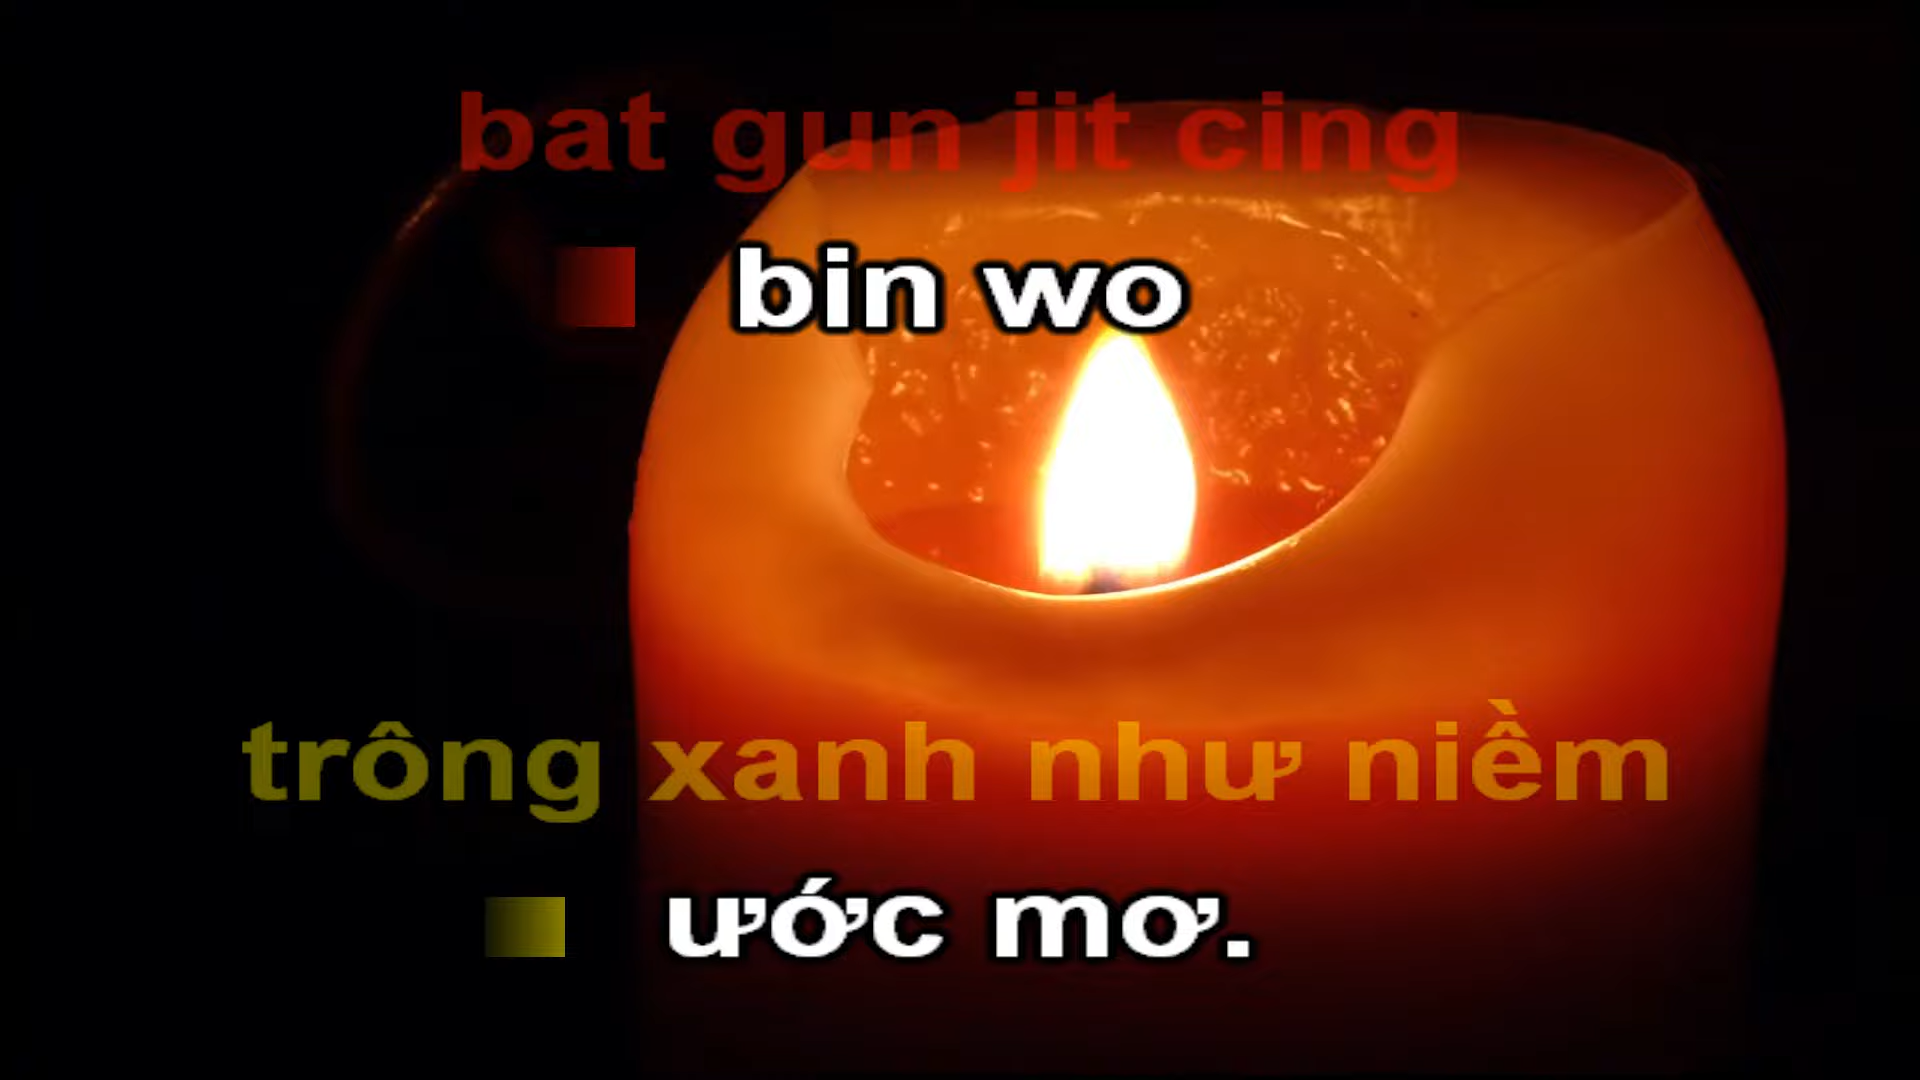 bat gun jit cing
bin wo
trông xanh như niềm
ước mơ.